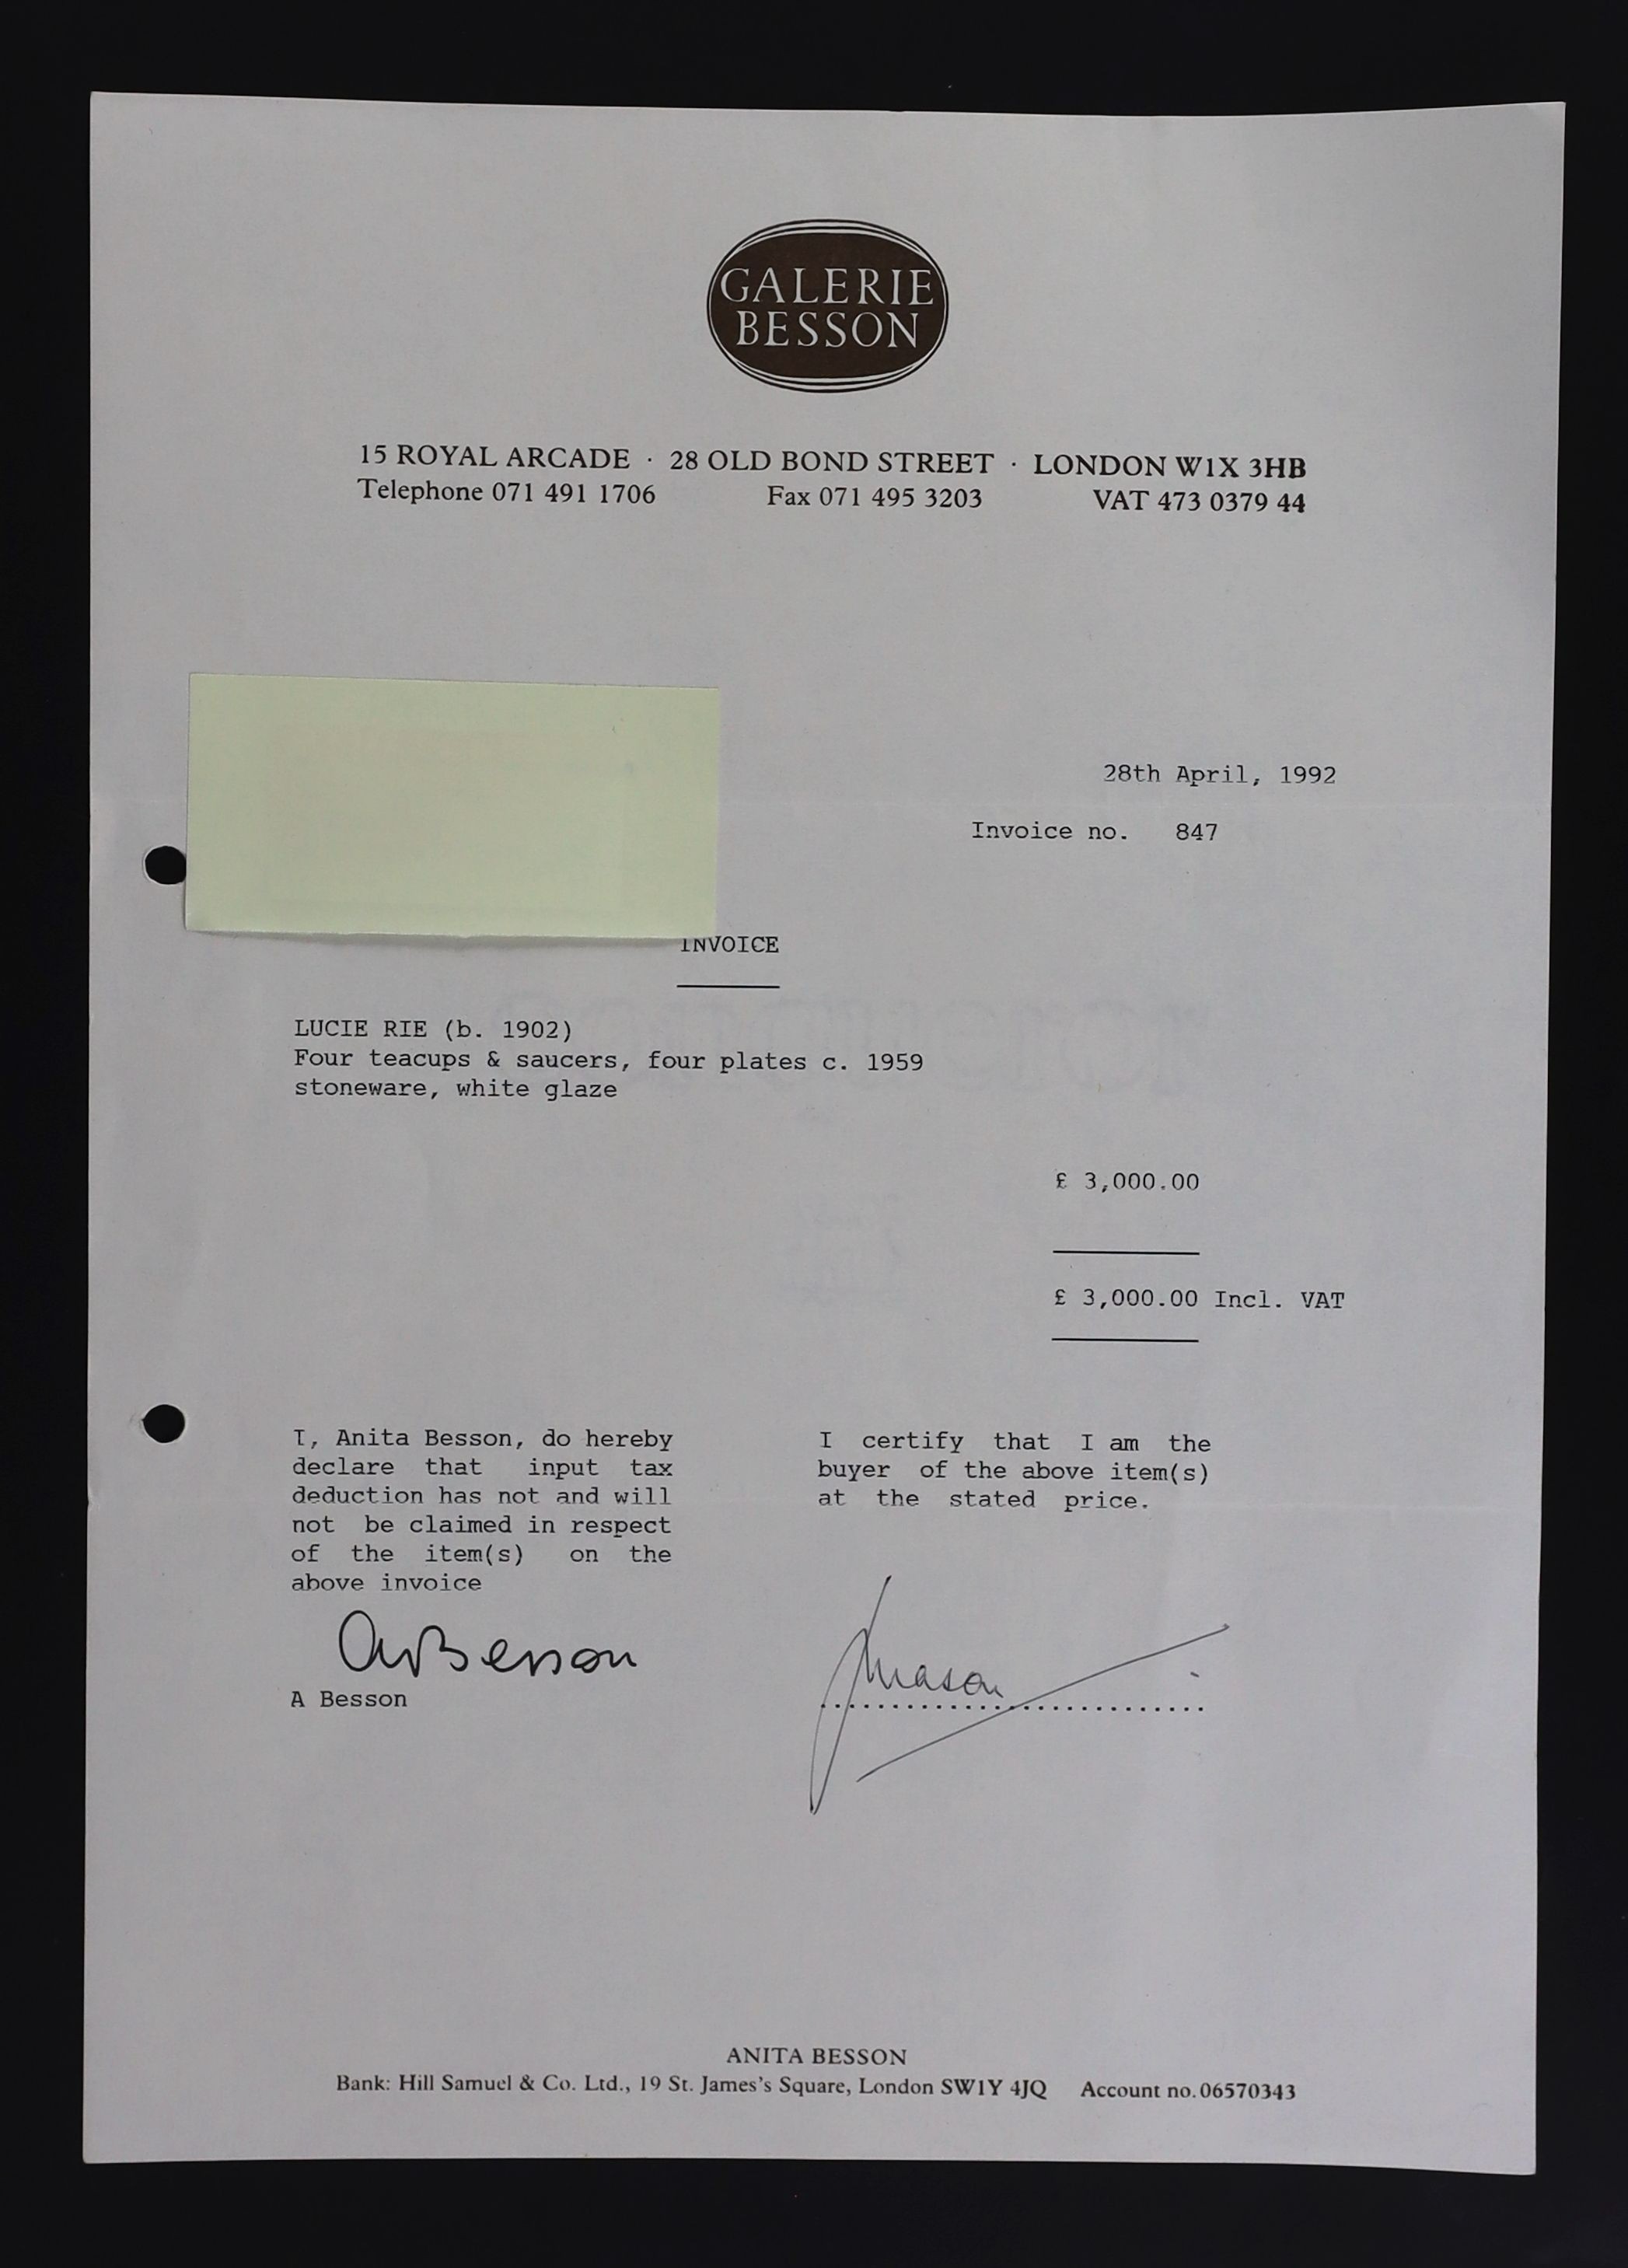 GALERIE
BESSON
15 ROYAL ARCADE · 28 OLD BOND STREET · LONDON W1X 3HB
Telephone 071 491 1706 Fax 071 495 3203 VAT 473 0379 44
28th April, 1992
Invoice no. 847
INVOICE
LUCIE RIE (b. 1902)
Four teacups & saucers, four plates c. 1959
stoneware, white glaze
£ 3,000.00
£ 3,000.00 Incl. VAT
I, Anita Besson, do hereby
declare that input tax
deduction has not and will
not be claimed in respect
of the item(s) on the
above invoice
I certify that I am the
buyer of the above item(s)
at the stated price.
ABesson
A Besson
ANITA BESSON
Bank: Hill Samuel & Co. Ltd., 19 St. James's Square, London SW1Y 4JQ Account no. 06570343